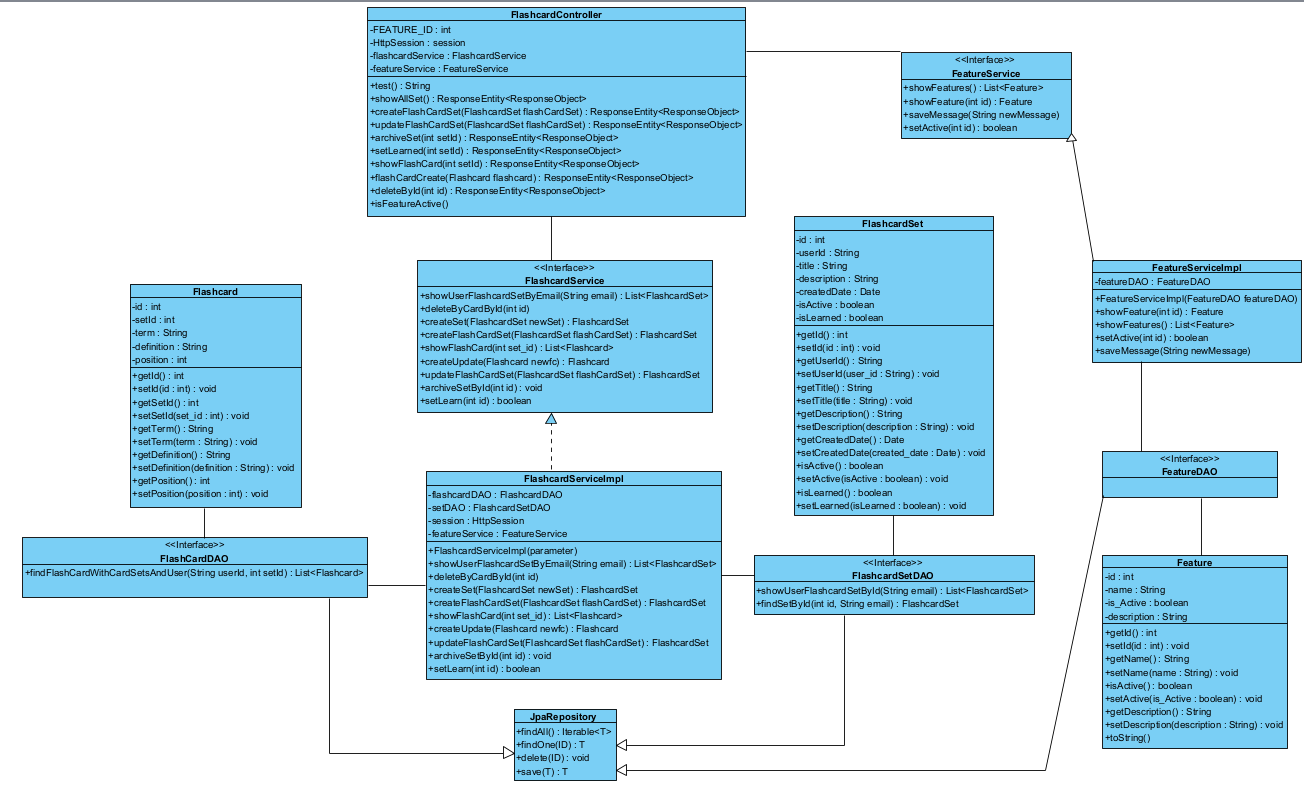 FlashcardController
-FEATURE_ID : int
-HttpSession : session
-flashcardService : FlashcardService
-featureService : FeatureService
+test() : String
+showAllSet() : ResponseEntity<ResponseObject>
+createFlashCardSet(FlashcardSet flashCardSet) : ResponseEntity<ResponseObject>
+updateFlashCardSet(FlashcardSet flashCardSet) : ResponseEntity<ResponseObject>
+archiveSet(int setId) : ResponseEntity<ResponseObject>
+setLearned(int setId) : ResponseEntity<ResponseObject>
+showFlashCard(int setId) : ResponseEntity<ResponseObject>
+flashCardCreate(Flashcard flashcard) : ResponseEntity<ResponseObject>
+deleteById(int id) : ResponseEntity<ResponseObject>
+isFeatureActive()
<<Interface>>
FeatureService
+showFeatures() : List<Feature>
+showFeature(int id) : Feature
+saveMessage(String newMessage)
+setActive(int id) : boolean
<<Interface>>
FlashcardService
+showUserFlashcardSetByEmail(String email) : List<FlashcardSet>
+deleteByCardById(int id)
+createSet(FlashcardSet newSet) : FlashcardSet
+createFlashCardSet(FlashcardSet flashCardSet) : FlashcardSet
+showFlashCard(int set_id) : List<Flashcard>
+createUpdate(Flashcard newfc) : Flashcard
+updateFlashCardSet(FlashcardSet flashCardSet) : FlashcardSet
+archiveSetById(int id) : void
+setLearn(int id) : boolean
FlashcardSet
-id : int
-userId : String
-title : String
-description : String
-createdDate : Date
-isActive : boolean
-isLearned : boolean
+getId() : int
+setId(id : int) : void
+getUserId() : String
+setUserId(user_id : String) : void
+getTitle() : String
+setTitle(title : String) : void
+getDescription() : String
+setDescription(description : String) : void
+getCreatedDate() : Date
+setCreatedDate(created_date : Date) : void
+isActive() : boolean
+setActive(isActive : boolean) : void
+isLearned() : boolean
+setLearned(isLearned : boolean) : void
FeatureServiceImpl
-featureDAO : FeatureDAO
+FeatureServiceImpl(FeatureDAO featureDAO)
+showFeature(int id) : Feature
+showFeatures() : List<Feature>
+setActive(int id) : boolean
+saveMessage(String newMessage)
Flashcard
-id : int
-setId : int
-term : String
-definition : String
-position : int
+getId() : int
+setId(id : int) : void
+getSetId() : int
+setSetId(set_id : int) : void
+getTerm() : String
+setTerm(term : String) : void
+getDefinition() : String
+setDefinition(definition : String) : void
+getPosition() : int
+setPosition(position : int) : void
<<Interface>>
FlashCardDAO
+findFlashCardWithCardSetsAndUser(String userId, int setId) : List<Flashcard>
FlashcardServiceImpl
-flashcardDAO : FlashcardDAO
-setDAO : FlashcardSetDAO
-session : HttpSession
-featureService : FeatureService
+FlashcardServiceImpl(parameter)
+showUserFlashcardSetByEmail(String email) : List<FlashcardSet>
+deleteByCardById(int id)
+createSet(FlashcardSet newSet) : FlashcardSet
+createFlashCardSet(FlashcardSet flashCardSet) : FlashcardSet
+showFlashCard(int set_id) : List<Flashcard>
+createUpdate(Flashcard newfc) : Flashcard
+updateFlashCardSet(FlashcardSet flashCardSet) : FlashcardSet
+archiveSetById(int id) : void
+setLearn(int id) : boolean
<<Interface>>
FlashcardSetDAO
+showUserFlashcardSetById(String email) : List<FlashcardSet>
+findSetById(int id, String email) : FlashcardSet
<<Interface>>
FeatureDAO
Feature
-id : int
-name : String
-is_Active : boolean
-description : String
+getId() : int
+setId(id : int) : void
+getName() : String
+setName(name : String) : void
+isActive() : boolean
+setActive(is_Active : boolean) : void
+getDescription() : String
+setDescription(description : String) : void
+toString()
JpaRepository
+findAll() : Iterable<T>
+findOne(ID) : T
+delete(ID) : void
+save(T) : T